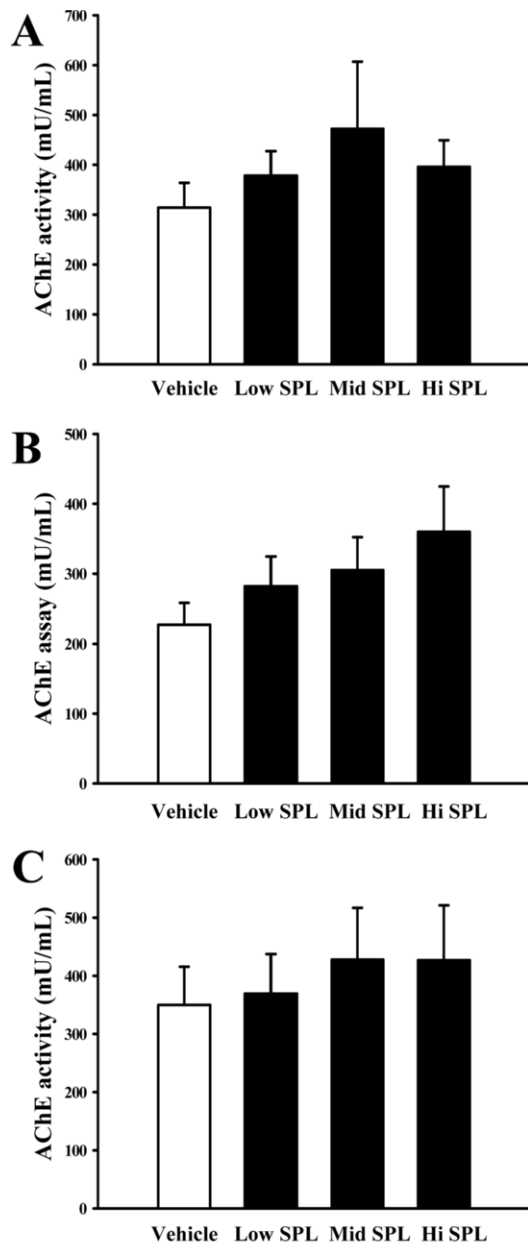 A
AChE activity (mU/mL)
700
600
500
400
300
200
100
0
Vehicle Low SPL Mid SPL Hi SPL
B
AChE assay (mU/mL)
500
400
300
200
100
0
Vehicle Low SPL Mid SPL Hi SPL
C
AChE activity (mU/mL)
600
500
400
300
200
100
0
Vehicle Low SPL Mid SPL Hi SPL